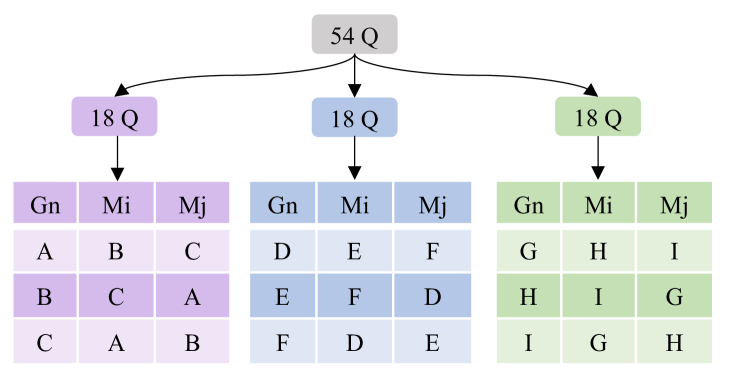 54 Q
18 Q 18 Q 18 Q
Gn Mi Mj Gn Mi Mj Gn Mi Mj
A B C D E F G H I
B C A E F D H I G
C A B F D E I G H